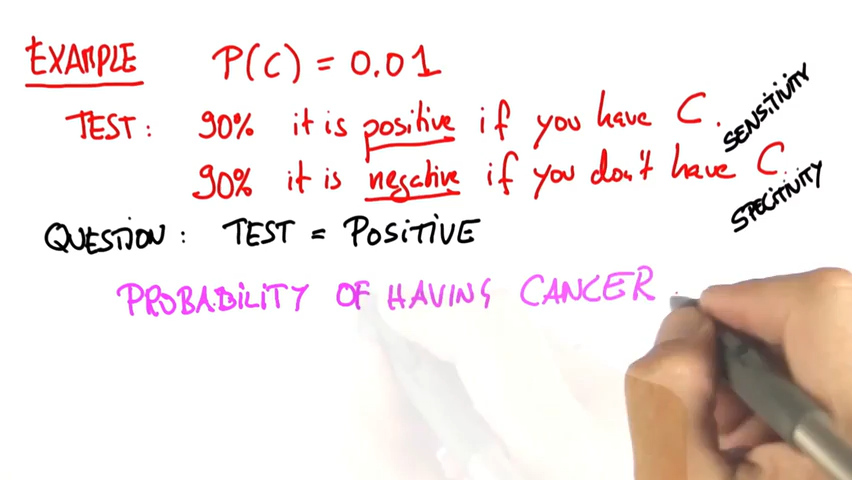 EXAMPLE P(C) = 0.01
TEST: 90% it is positive if you have C. SENSITIVITY
90% it is negative if you don't have C. SPECITIVITY
QUESTION: TEST = POSITIVE
PROBABILITY OF HAVING CANCER